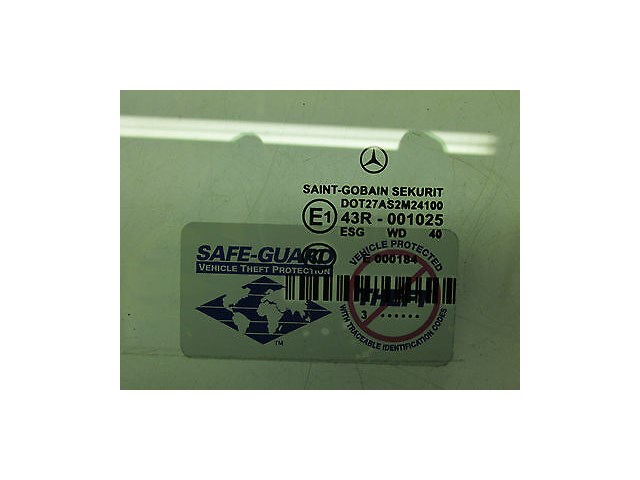 SAINT-GOBAIN SEKURIT
DOT27AS2M24100
E1 43R - 001025
ESG WD 40
E 000184
SAFE-GUARD
VEHICLE THEFT PROTECTION
TM
VEHICLE PROTECTED
3 ......
WITH TRACEABLE IDENTIFICATION CODES